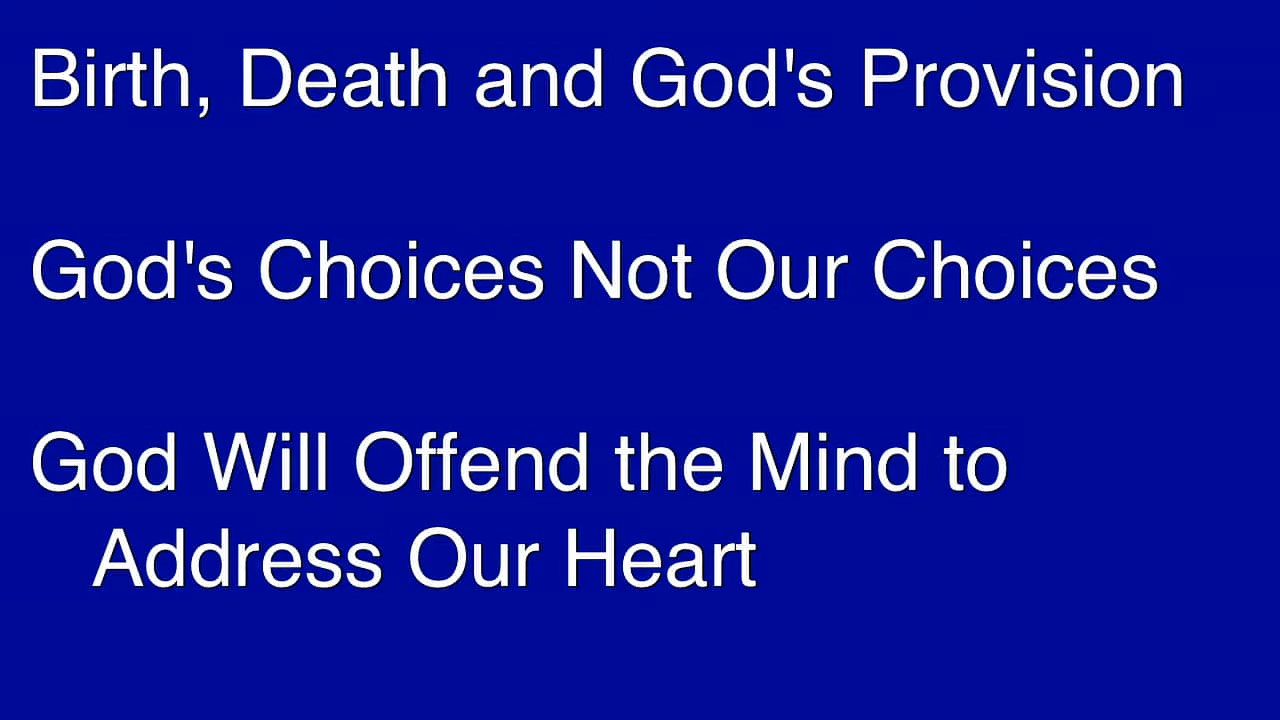 Birth, Death and God's Provision
God's Choices Not Our Choices
God Will Offend the Mind to
Address Our Heart